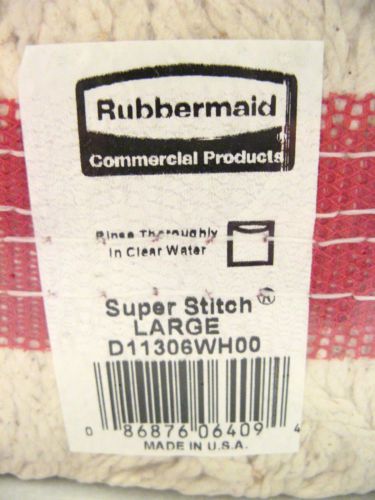 Rubbermaid
Commercial Products
Rinse Thoroughly
In Clear Water
Super Stitch®
LARGE
D11306WH00
0 86876 06409 4
MADE IN U.S.A.